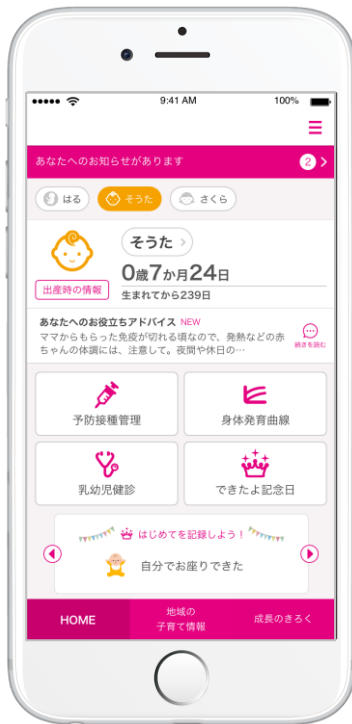 9:41 AM
100%
あなたへのお知らせがあります
2
はる
そうた
さくら
そうた
0歳7か月24日
出産時の情報
生まれてから239日
あなたへのお役立ちアドバイス NEW
ママからもらった免疫が切れる頃なので、発熱などの赤
ちゃんの体調には、注意して。夜間や休日の…
続きを読む
予防接種管理
身体発育曲線
乳幼児健診
できたよ記念日
はじめてを記録しよう!
自分でお座りできた
HOME
地域の
子育て情報
成長のきろく